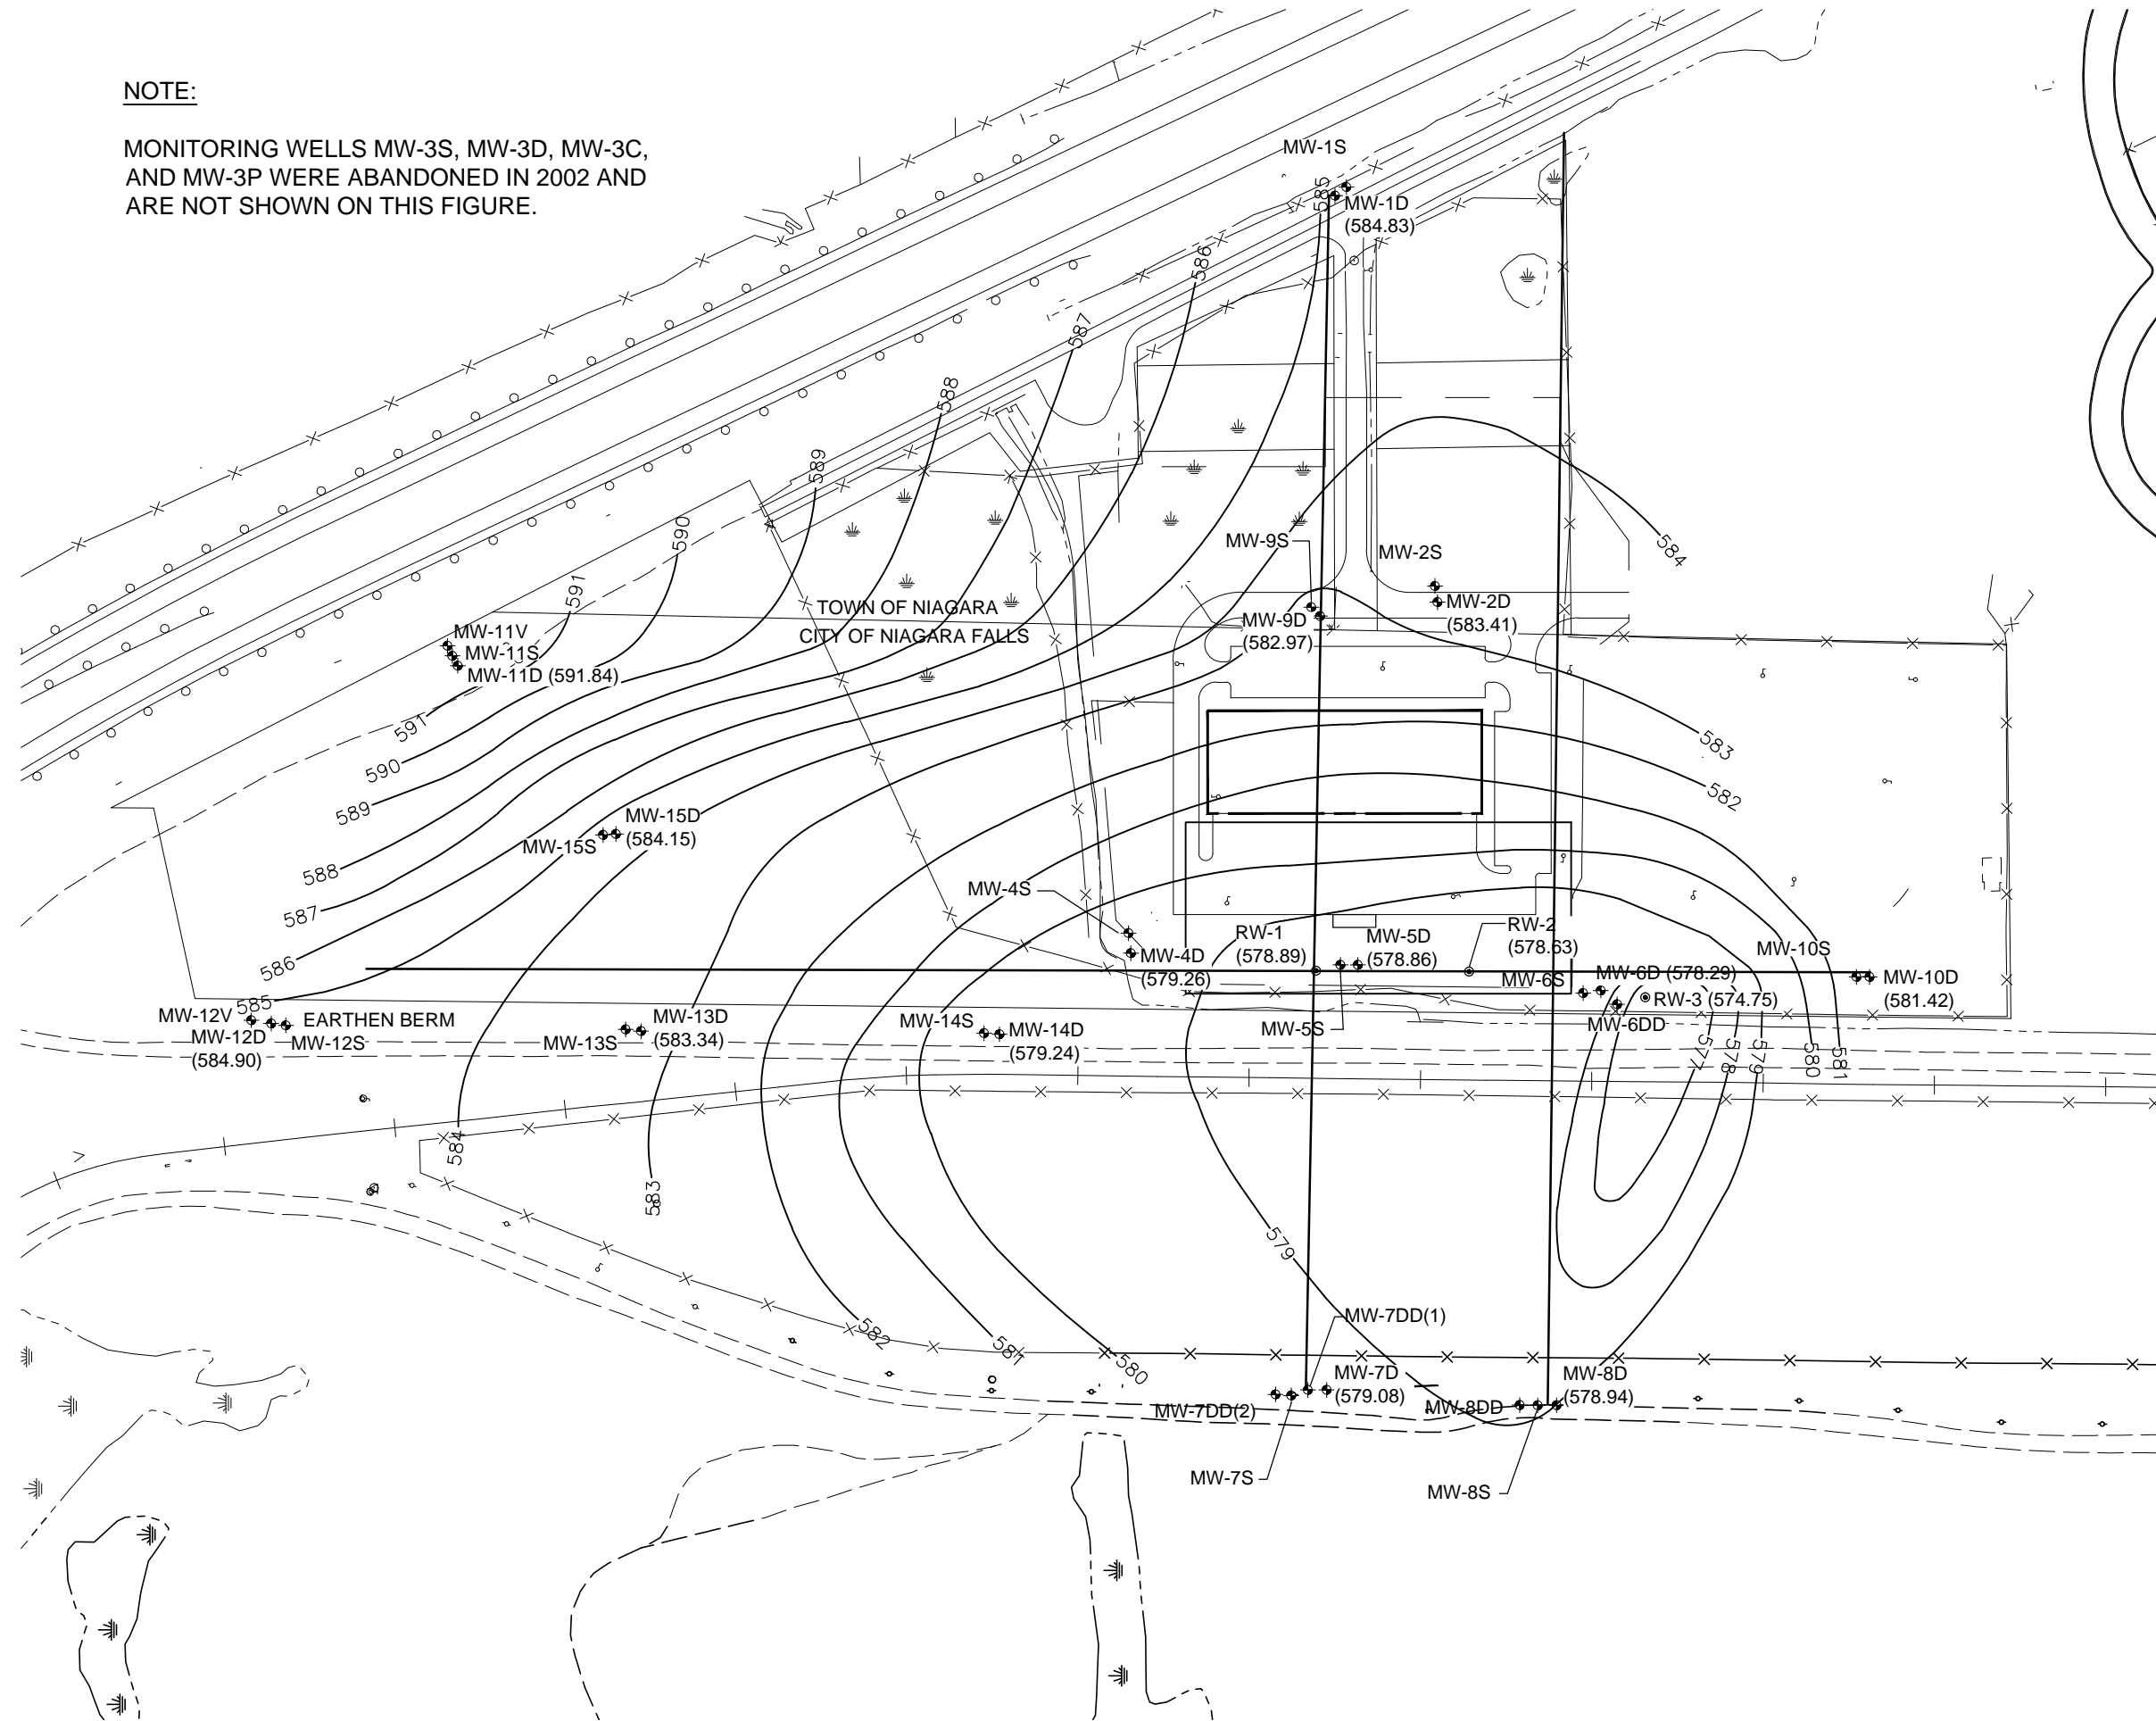 NOTE:
MONITORING WELLS MW-3S, MW-3D, MW-3C,
AND MW-3P WERE ABANDONED IN 2002 AND
ARE NOT SHOWN ON THIS FIGURE.
MW-1S
585
MW-1D
(584.83)
586
587
588
589
590
591
584
MW-9S
MW-2S
MW-2D
(583.41)
MW-9D
(582.97)
TOWN OF NIAGARA
CITY OF NIAGARA FALLS
MW-11V
MW-11S
MW-11D (591.84)
591
590
589
588
587
586
585
583
582
MW-15D
(584.15)
MW-15S
MW-4S
MW-4D
(579.26)
RW-1
(578.89)
MW-5D
(578.86)
RW-2
(578.63)
MW-10S
MW-10D
(581.42)
MW-6S
MW-6D (578.29)
RW-3 (574.75)
MW-6DD
MW-5S
MW-12V
EARTHEN BERM
MW-12D
(584.90)
MW-12S
MW-13D
(583.34)
MW-13S
MW-14S
MW-14D
(579.24)
577
578
579
580
581
584
583
579
582
581
580
MW-7DD(1)
MW-7D
(579.08)
MW-7DD(2)
MW-8D
(578.94)
MW-8DD
MW-7S
MW-8S